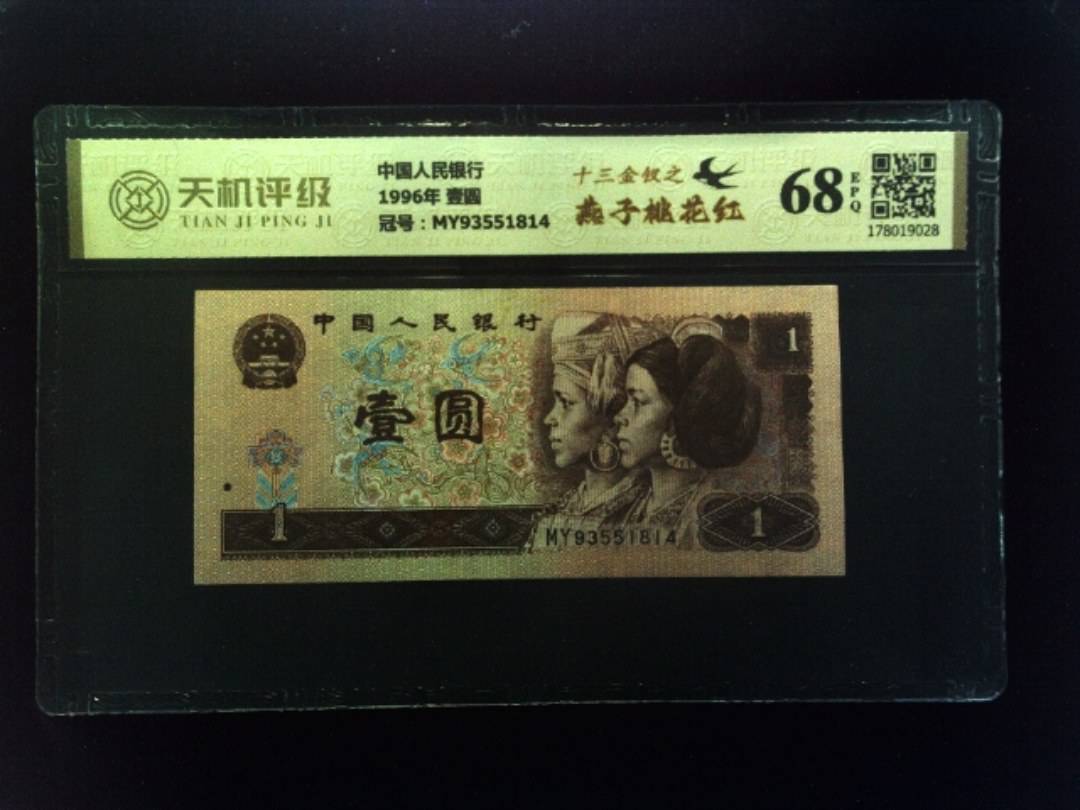 天机评级
TIAN JI PING JI
中国人民银行
1996年 壹圆
冠号：MY93551814
十三金钗之
燕子桃花红
68
EPQ
178019028
中国人民银行
1
壹圆
1
MY93551814
1